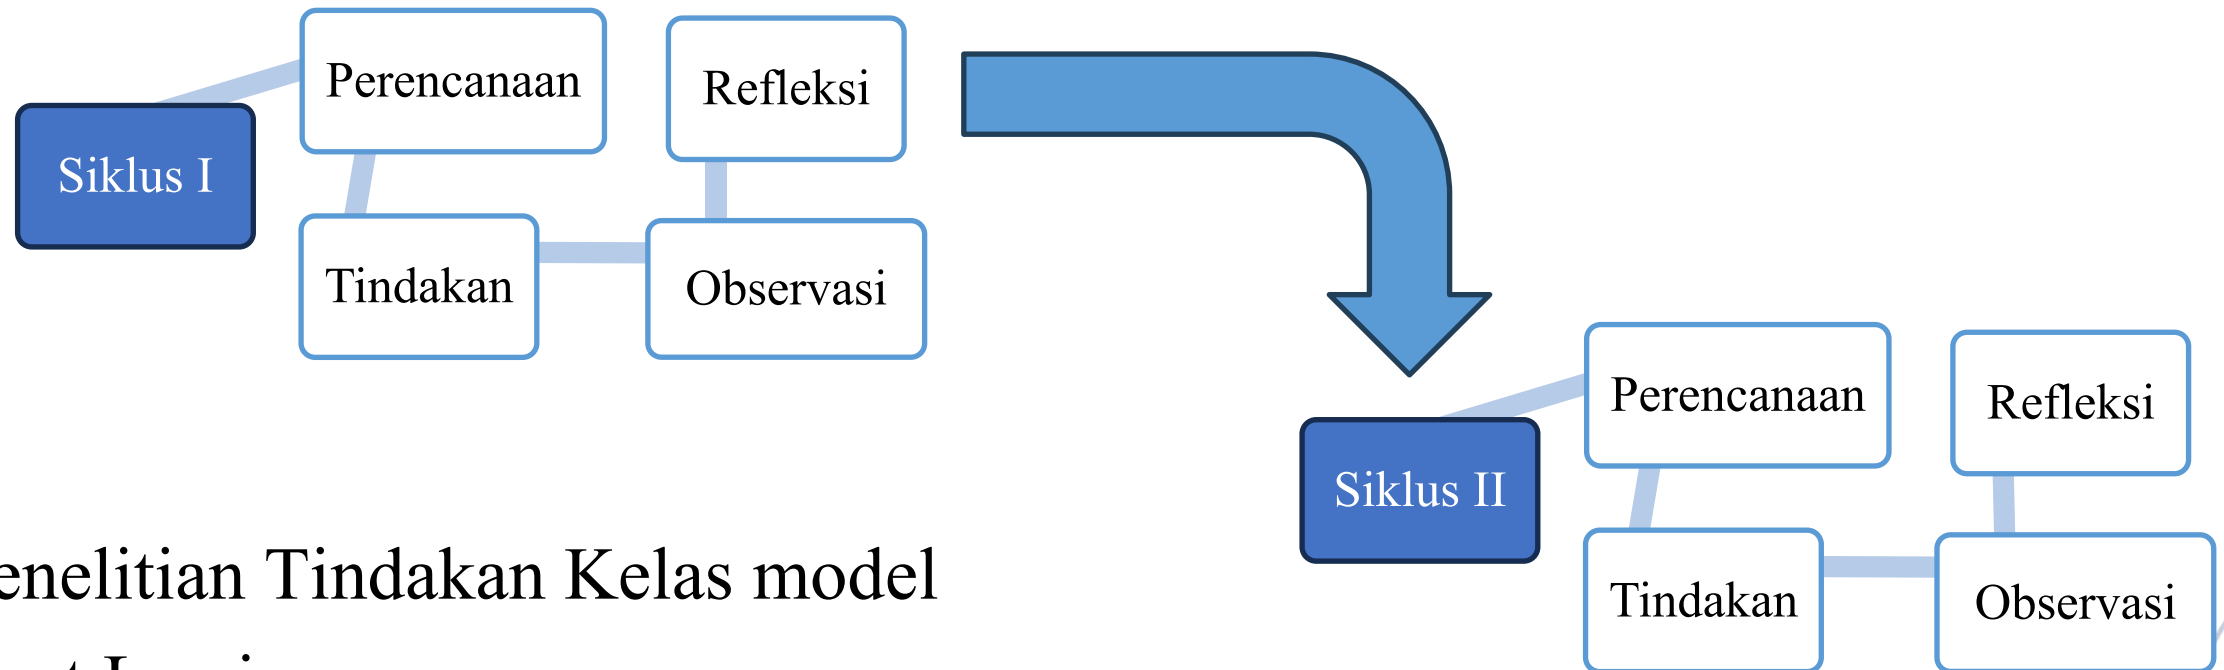 Siklus I
Perencanaan
Tindakan
Observasi
Refleksi
Siklus II
Perencanaan
Tindakan
Observasi
Refleksi
enelitian Tindakan Kelas model